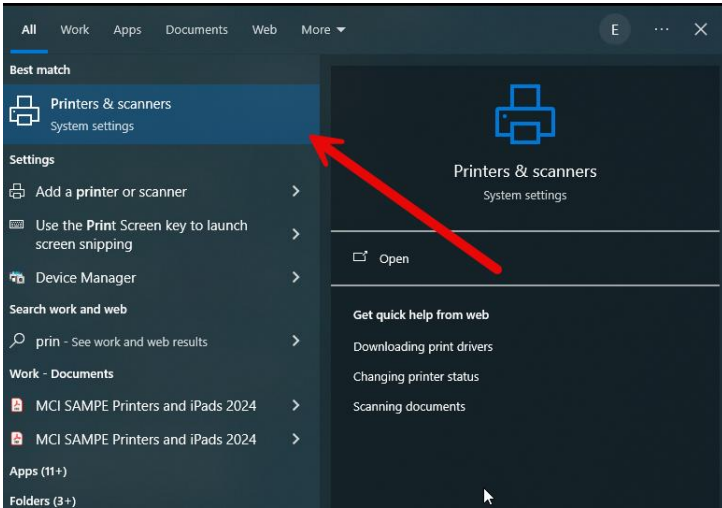 All Work Apps Documents Web More E
Best match
Printers & scanners
System settings
Settings
Add a printer or scanner
Use the Print Screen key to launch
screen snipping
Device Manager
Search work and web
prin - See work and web results
Work - Documents
MCI SAMPE Printers and iPads 2024
MCI SAMPE Printers and iPads 2024
Apps (11+)
Folders (3+)
Printers & scanners
System settings
Open
Get quick help from web
Downloading print drivers
Changing printer status
Scanning documents